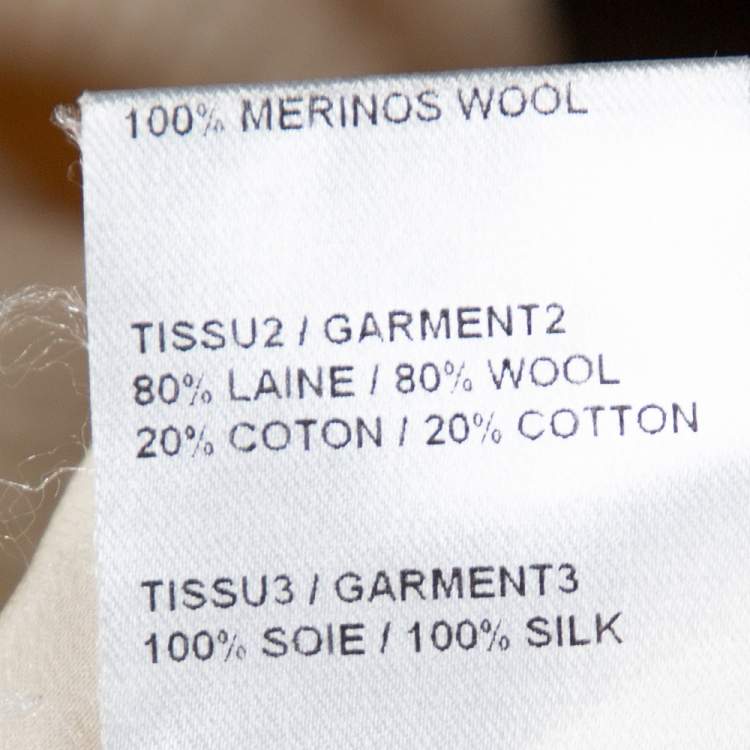 100% MERINOS WOOL
TISSU2 / GARMENT2
80% LAINE / 80% WOOL
20% COTON / 20% COTTON
TISSU3 / GARMENT3
100% SOIE / 100% SILK